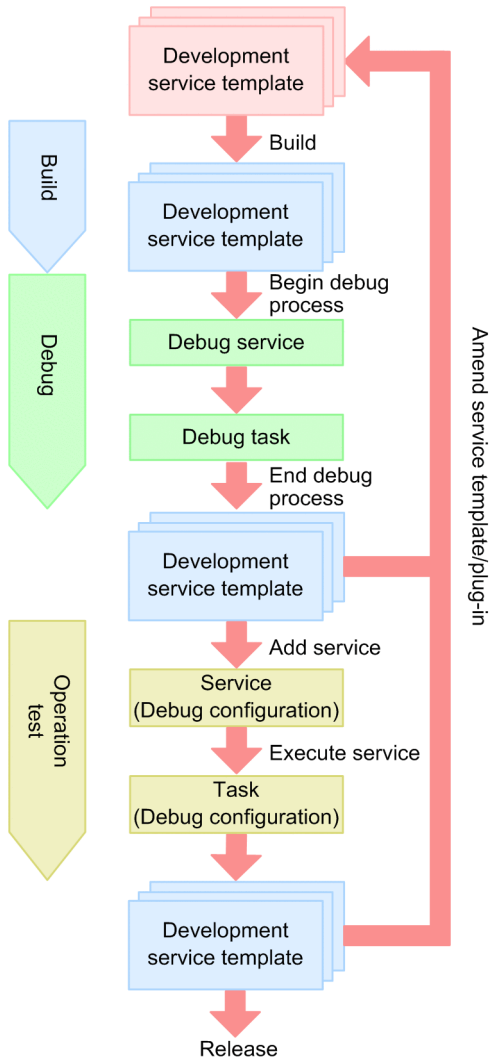 Development
service template
Build
Build
Development
service template
Begin debug
process
Debug
Debug service
Debug task
End debug
process
Amend service template/plug-in
Development
service template
Add service
Operation
test
Service
(Debug configuration)
Execute service
Task
(Debug configuration)
Development
service template
Release